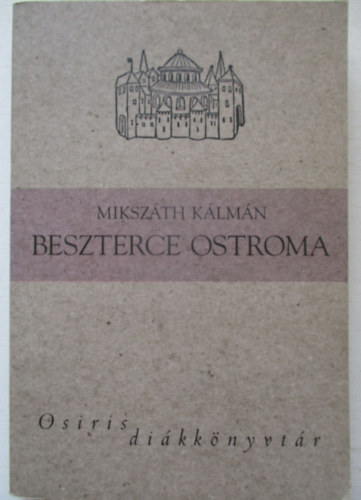 MIKSZÁTH KÁLMÁN
BESZTERCE OSTROMA
Osiris
diákkönyvtár